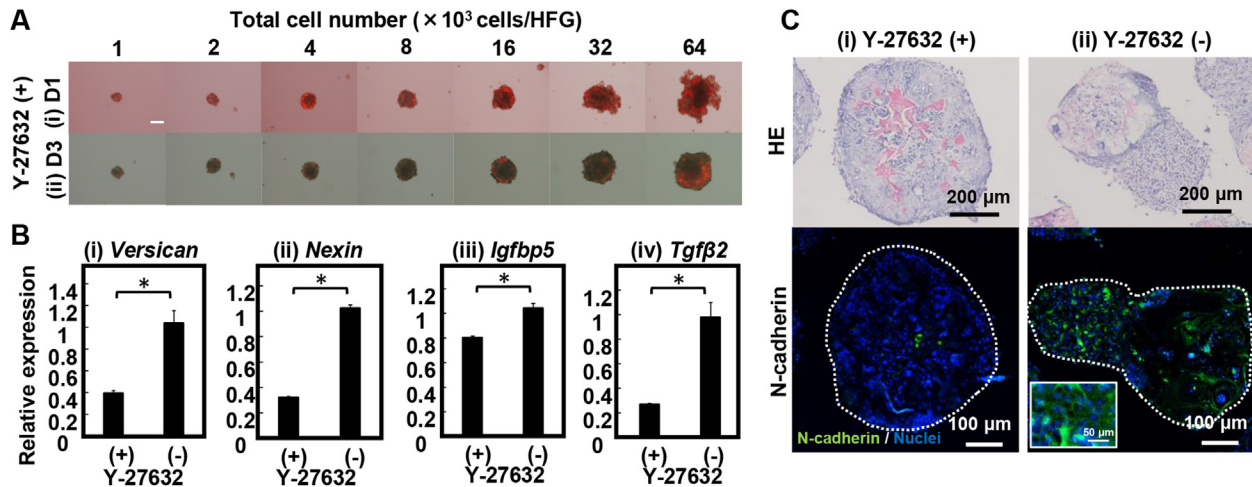 A
Total cell number (×10³ cells/HFG)
1 2 4 8 16 32 64
Y-27632 (+)
(i) D1
(ii) D3
B
Relative expression
(i) Versican
1.4
1.2
1
0.8
0.6
0.4
0.2
0
*
(+) (-)
Y-27632
(ii) Nexin
1.2
1
0.8
0.6
0.4
0.2
0
*
(+) (-)
Y-27632
(iii) Igfbp5
1.2
1
0.8
0.6
0.4
0.2
0
*
(+) (-)
Y-27632
(iv) Tgfβ2
1.2
1
0.8
0.6
0.4
0.2
0
*
(+) (-)
Y-27632
C
(i) Y-27632 (+)
(ii) Y-27632 (-)
HE
200 μm
200 μm
N-cadherin
N-cadherin / Nuclei
100 μm
50 μm
100 μm